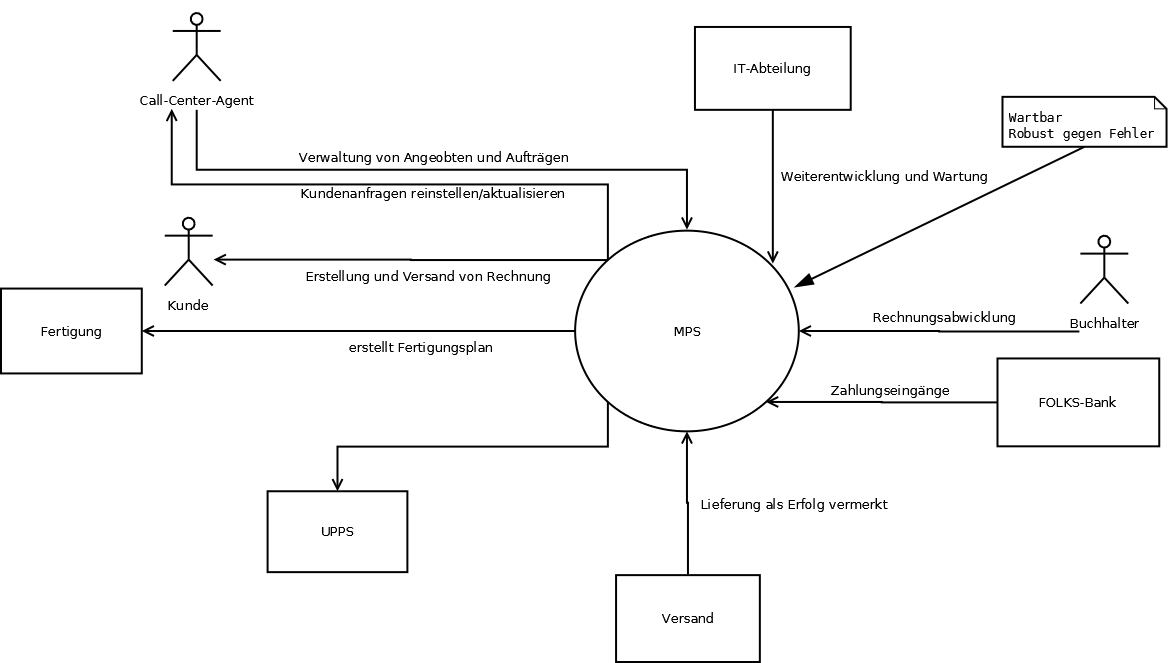 Call-Center-Agent
IT-Abteilung
Wartbar
Robust gegen Fehler
Verwaltung von Angeobten und Aufträgen
Weiterentwicklung und Wartung
Kundenanfragen reinstellen/aktualisieren
Erstellung und Versand von Rechnung
Kunde
Rechnungsabwicklung
Buchhalter
Fertigung
MPS
erstellt Fertigungsplan
Zahlungseingänge
FOLKS-Bank
Lieferung als Erfolg vermerkt
UPPS
Versand